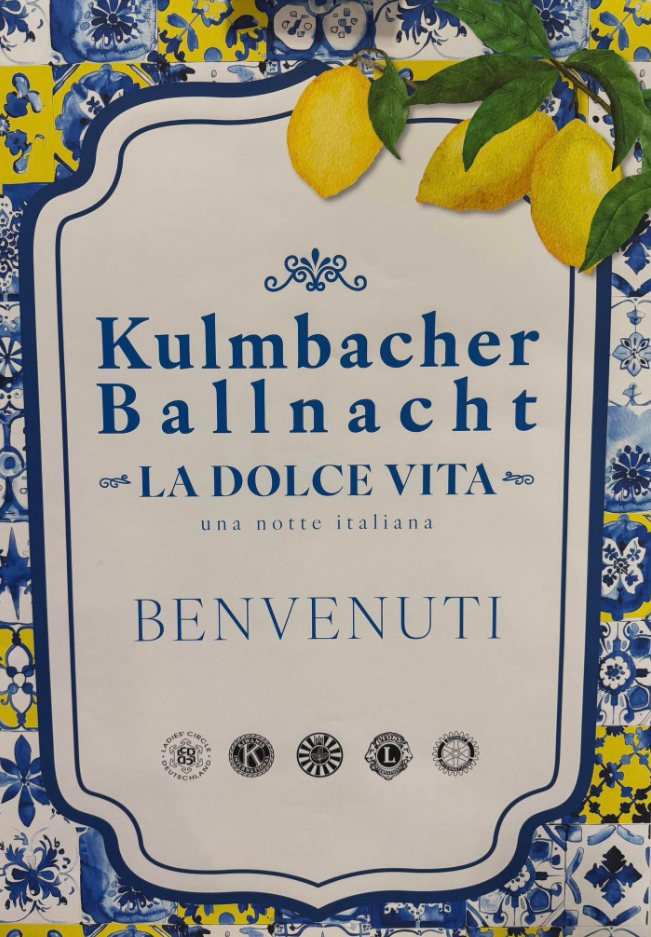 Kulmbacher
Ballnacht
LA DOLCE VITA
una notte italiana
BENVENUTI
LADIES' CIRCLE
DEUTSCHLAND
K
L